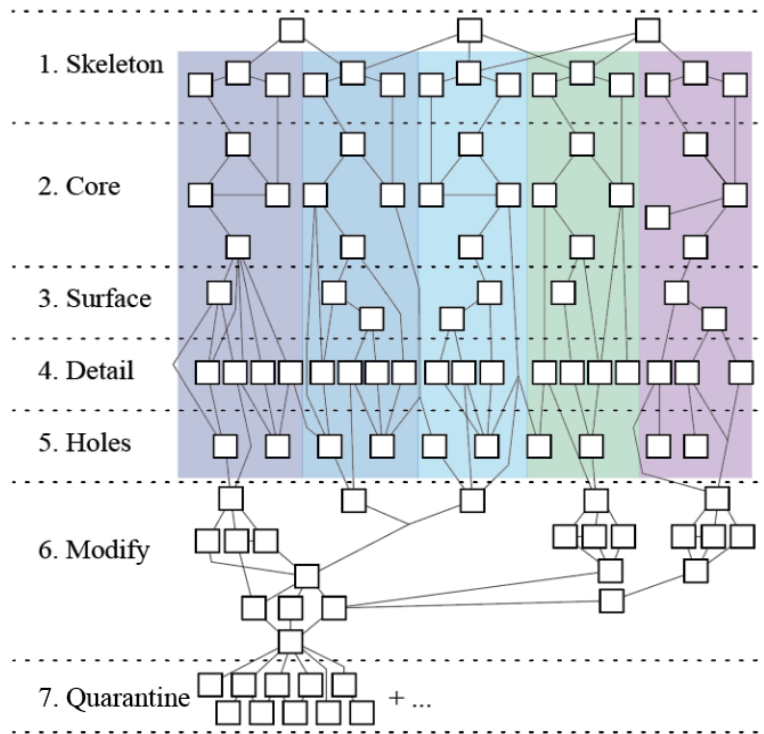 1. Skeleton
2. Core
3. Surface
4. Detail
5. Holes
6. Modify
7. Quarantine + ...